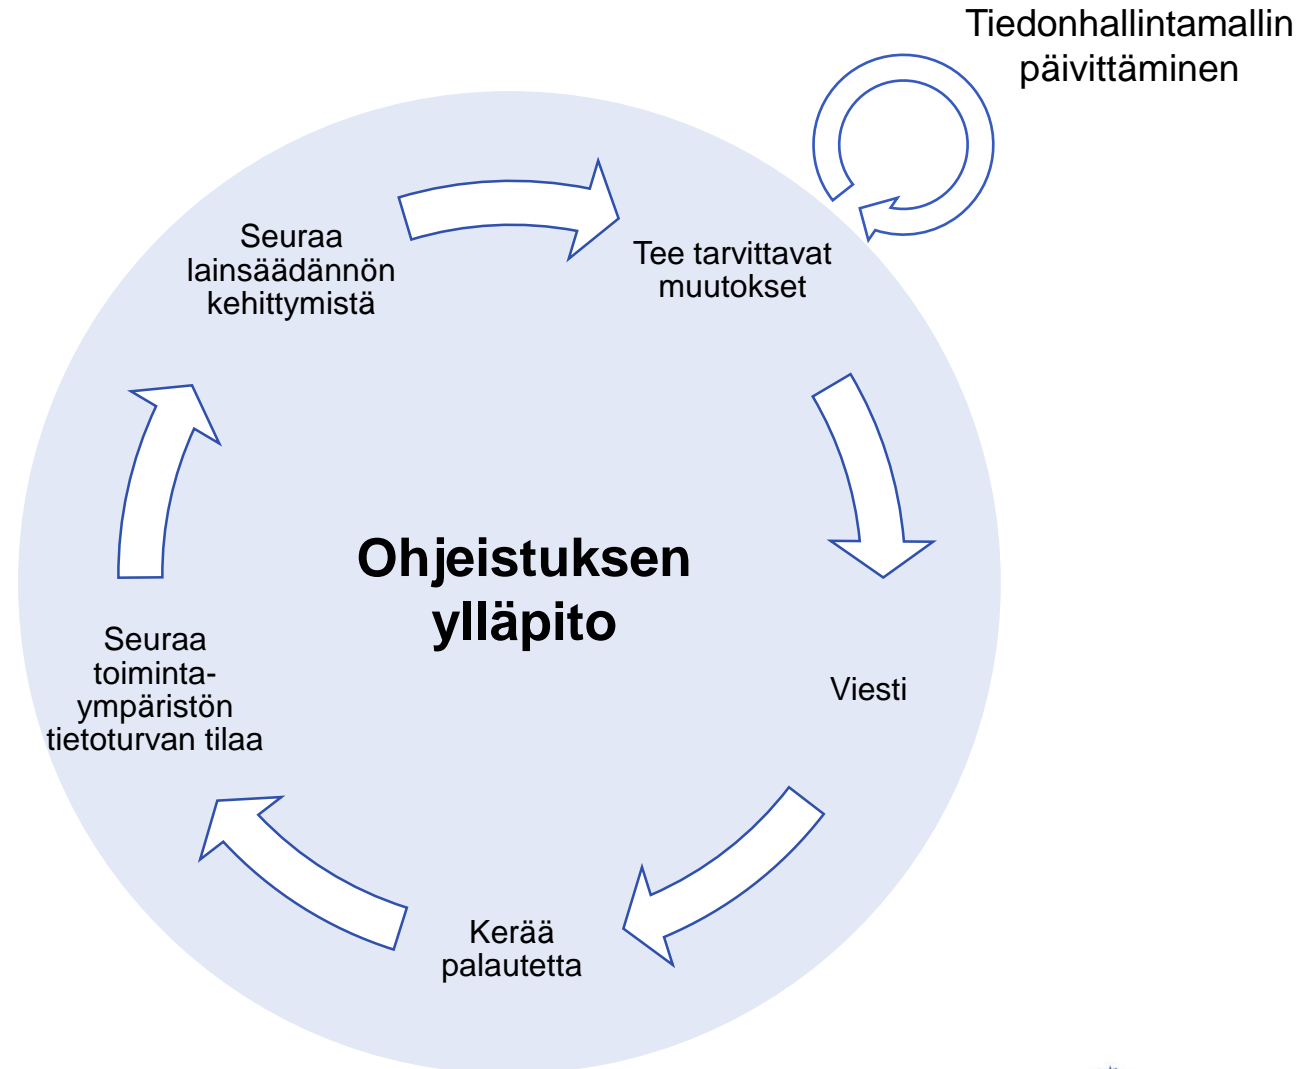 Tiedonhallintamallin
päivittäminen
Seuraa
lainsäädännön
kehittymistä
Tee tarvittavat
muutokset
Ohjeistuksen
ylläpito
Seuraa
toiminta-
ympäristön
tietoturvan tilaa
Viesti
Kerää
palautetta